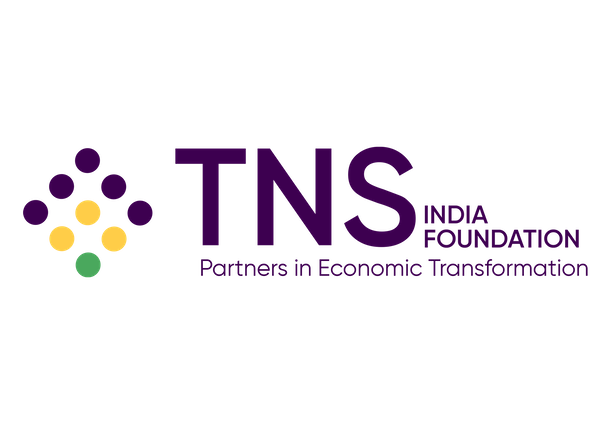 TNS
INDIA
FOUNDATION
Partners in Economic Transformation